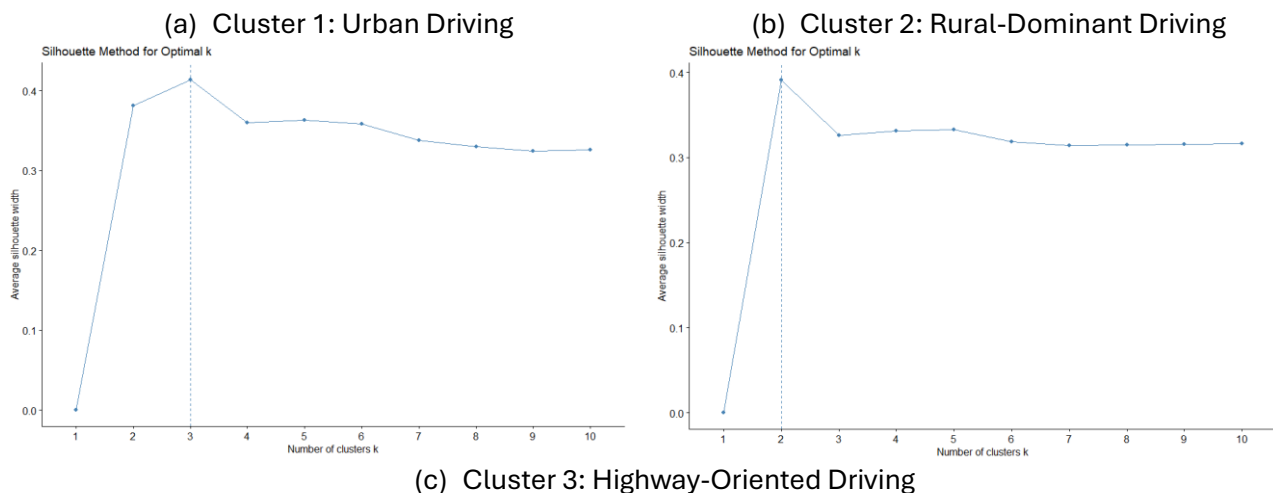 (a) Cluster 1: Urban Driving
Silhouette Method for Optimal k
Average silhouette width
0.4
0.3
0.2
0.1
0.0
1 2 3 4 5 6 7 8 9 10
Number of clusters k
(b) Cluster 2: Rural-Dominant Driving
Silhouette Method for Optimal k
Average silhouette width
0.4
0.3
0.2
0.1
0.0
1 2 3 4 5 6 7 8 9 10
Number of clusters k
(c) Cluster 3: Highway-Oriented Driving